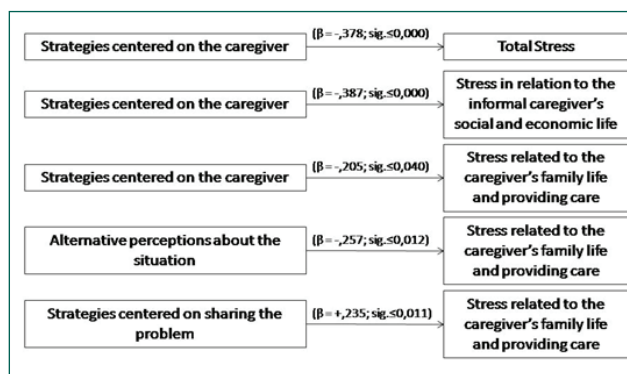 Strategies centered on the caregiver
(β = -,378; sig.≤0,000)
Total Stress
Strategies centered on the caregiver
(β = -,387; sig.≤0,000)
Stress in relation to the
informal caregiver's
social and economic life
Strategies centered on the caregiver
(β = -,205; sig.≤0,040)
Stress related to the
caregiver's family life
and providing care
Alternative perceptions about the
situation
(β = -,257; sig.≤0,012)
Stress related to the
caregiver's family life
and providing care
Strategies centered on sharing the
problem
(β = +,235; sig.≤0,011)
Stress related to the
caregiver's family life
and providing care